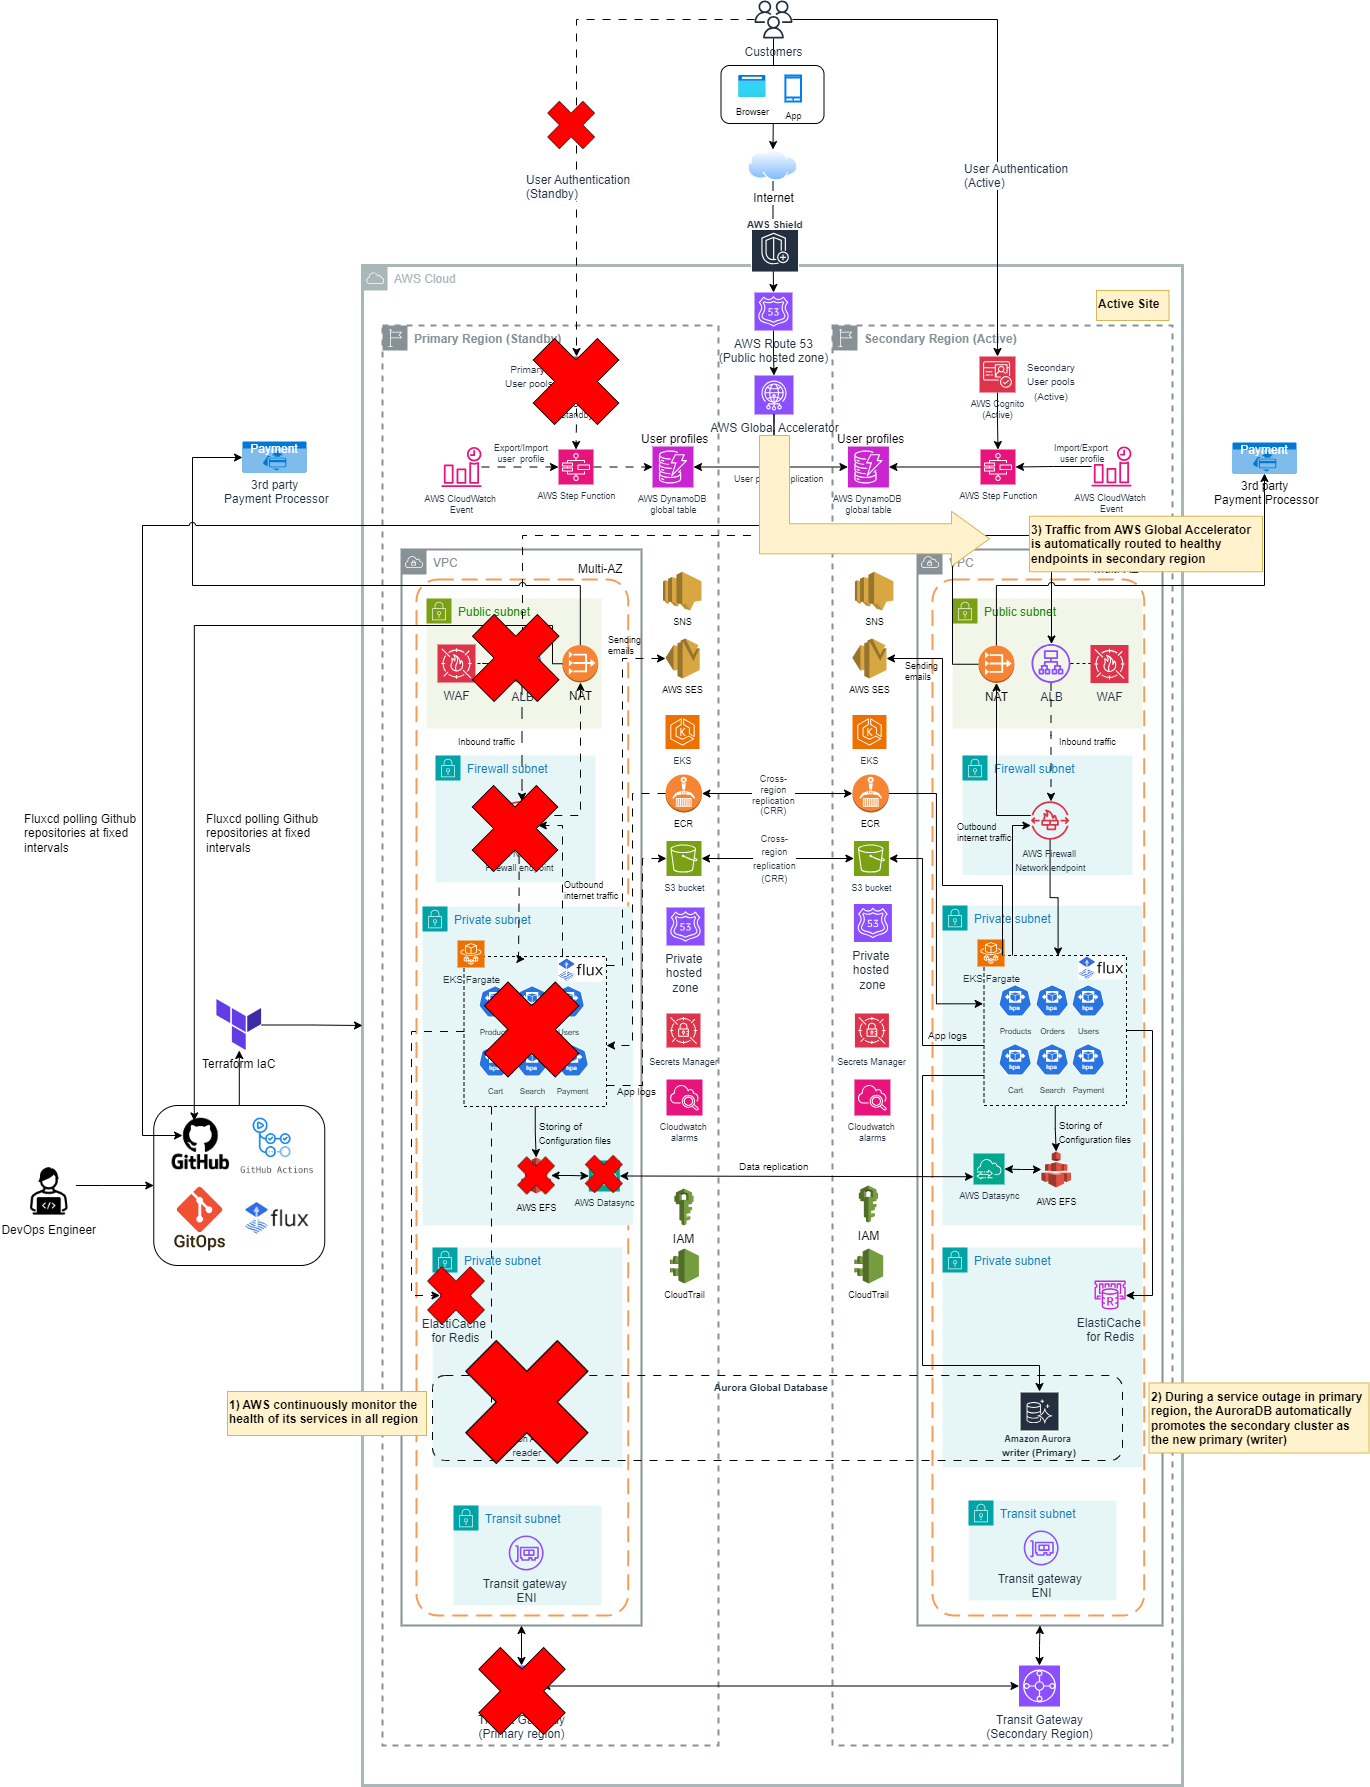 Customers
Browser
App
User Authentication
(Standby)
User Authentication
(Active)
Internet
AWS Shield
AWS Cloud
Active Site
53
AWS Route 53
(Public hosted zone)
Primary Region (Standby)
Secondary Region (Active)
Primary
User pools
Standby
AWS Global Accelerator
AWS Cognito
(Active)
Secondary
User pools
(Active)
Export/Import
user profile
AWS CloudWatch
Event
AWS Step Function
User profiles
AWS DynamoDB
global table
User profiles
AWS DynamoDB
global table
AWS Step Function
Import/Export
user profile
AWS CloudWatch
Event
Payment
3rd party
Payment Processor
Payment
3rd party
Payment Processor
3) Traffic from AWS Global Accelerator
is automatically routed to healthy
endpoints in secondary region
VPC
Multi-AZ
Public subnet
WAF
ALB
NAT
Sending
emails
Inbound traffic
Firewall subnet
Firewall endpoint
Outbound
internet traffic
Private subnet
EKS Fargate
flux
Users
Cart
Search
Payment
App logs
Storing of
Configuration files
AWS EFS
AWS Datasync
Data replication
Private subnet
ElastiCache
for Redis
reader
Aurora Global Database
Transit subnet
Transit gateway
ENI
(Primary region)
SNS
AWS SES
EKS
ECR
S3 bucket
53
Private
hosted
zone
Secrets Manager
Cloudwatch
alarms
IAM
CloudTrail
Cross-
region
replication
(CRR)
Cross-
region
replication
(CRR)
SNS
AWS SES
EKS
ECR
S3 bucket
53
Private
hosted
zone
Secrets Manager
Cloudwatch
alarms
IAM
CloudTrail
VPC
Public subnet
NAT
ALB
WAF
Sending
emails
Inbound traffic
Firewall subnet
Outbound
internet traffic
AWS Firewall
Network endpoint
Private subnet
EKS Fargate
flux
hpa
hpa
hpa
Products
Orders
Users
hpa
hpa
hpa
Cart
Search
Payment
App logs
Storing of
Configuration files
AWS Datasync
AWS EFS
Private subnet
R
ElastiCache
for Redis
Amazon Aurora
writer (Primary)
Transit subnet
Transit gateway
ENI
Transit Gateway
(Secondary Region)
Fluxcd polling Github
repositories at fixed
intervals
Fluxcd polling Github
repositories at fixed
intervals
Terraform IaC
GitHub
GitHub Actions
GitOps
flux
DevOps Engineer
1) AWS continuously monitor the
health of its services in all region
2) During a service outage in primary
region, the AuroraDB automatically
promotes the secondary cluster as
the new primary (writer)